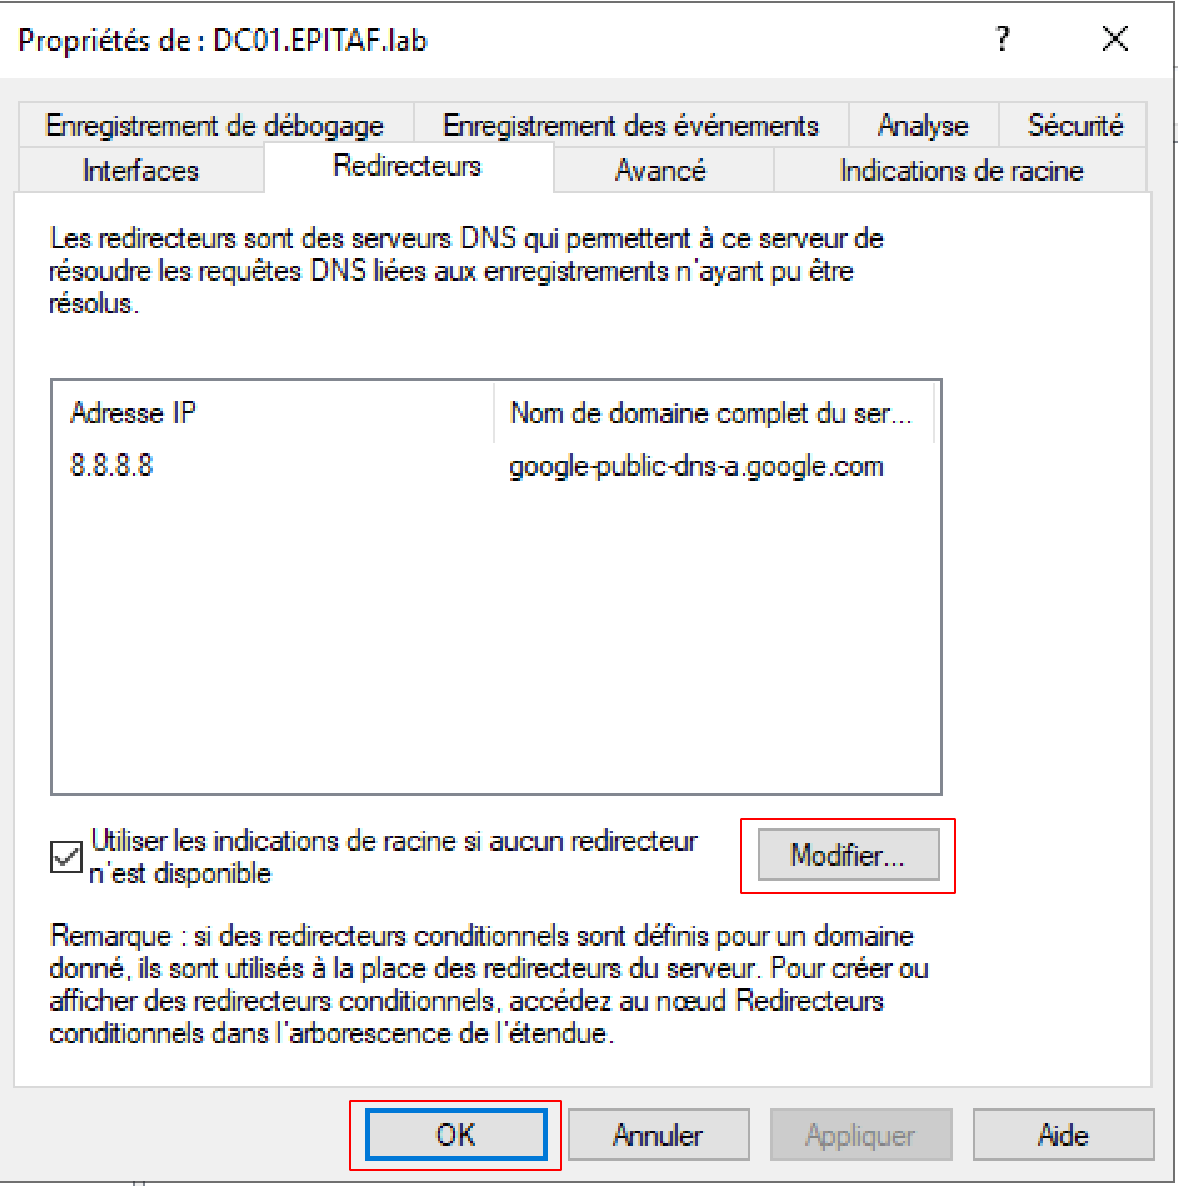 Propriétés de : DC01.EPITAF.lab
?
Enregistrement de débogage
Enregistrement des événements
Analyse
Sécurité
Interfaces
Redirecteurs
Avancé
Indications de racine
Les redirecteurs sont des serveurs DNS qui permettent à ce serveur de
résoudre les requêtes DNS liées aux enregistrements n'ayant pu être
résolus.
Adresse IP
Nom de domaine complet du ser...
8.8.8.8
google-public-dns-a.google.com
Utiliser les indications de racine si aucun redirecteur
n'est disponible
Modifier...
Remarque : si des redirecteurs conditionnels sont définis pour un domaine
donné, ils sont utilisés à la place des redirecteurs du serveur. Pour créer ou
afficher des redirecteurs conditionnels, accédez au nœud Redirecteurs
conditionnels dans l'arborescence de l'étendue.
OK
Annuler
Appliquer
Aide